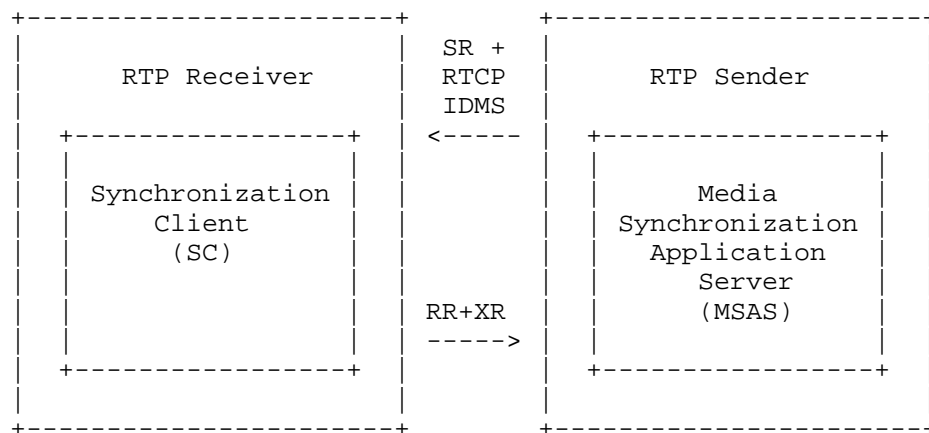 SR +
RTP Receiver RTCP RTP Sender
IDMS
<-----
Synchronization Media
Client Synchronization
(SC) Application
Server
RR+XR (MSAS)
----->